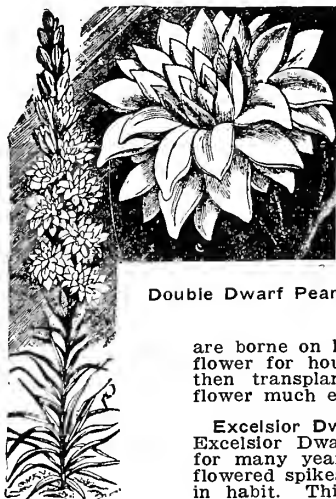 Double Dwarf Pear
are borne on
flower for hou
then transplan
flower much e
Excelsior Dw
Excelsior Dwa
for many year
flowered spike
in habit. Thi